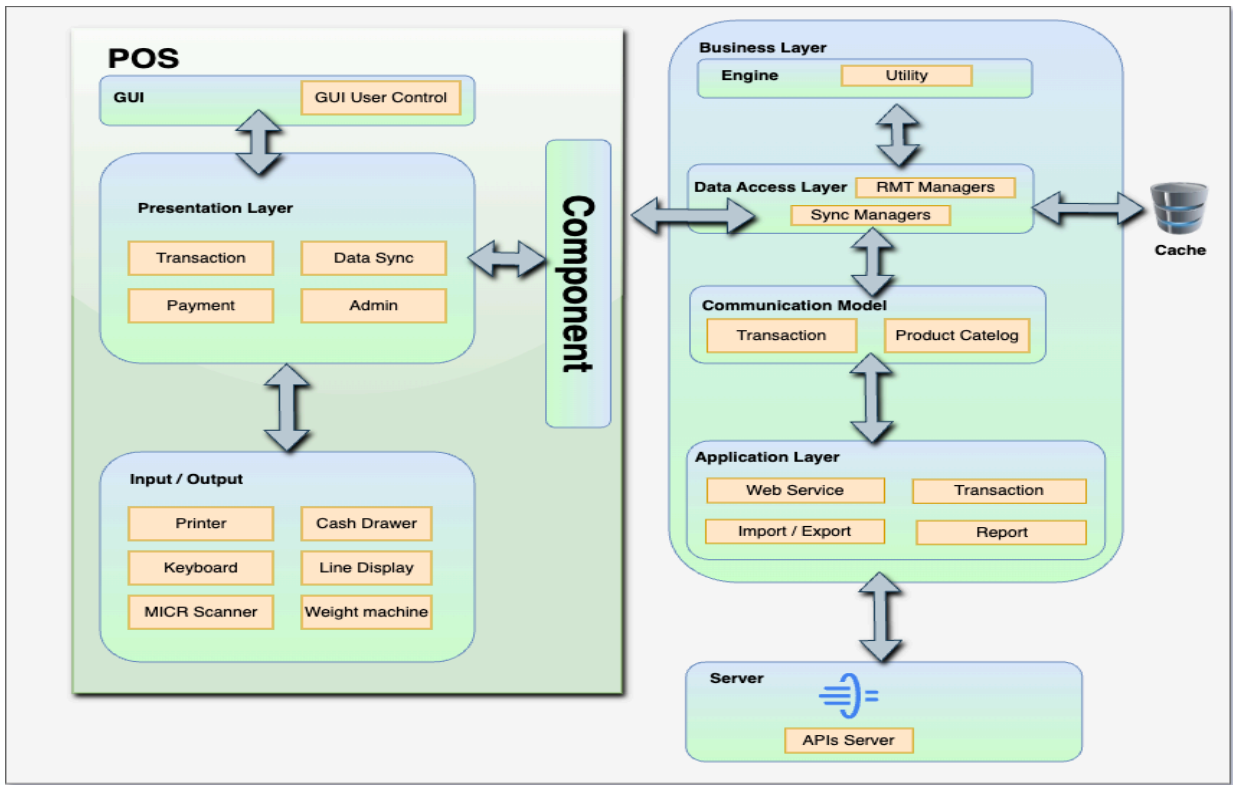 POS
GUI
GUI User Control
Presentation Layer
Transaction
Data Sync
Payment
Admin
Input / Output
Printer
Cash Drawer
Keyboard
Line Display
MICR Scanner
Weight machine
Component
Business Layer
Engine
Utility
Data Access Layer
RMT Managers
Sync Managers
Cache
Communication Model
Transaction
Product Catelog
Application Layer
Web Service
Transaction
Import / Export
Report
Server
APIs Server